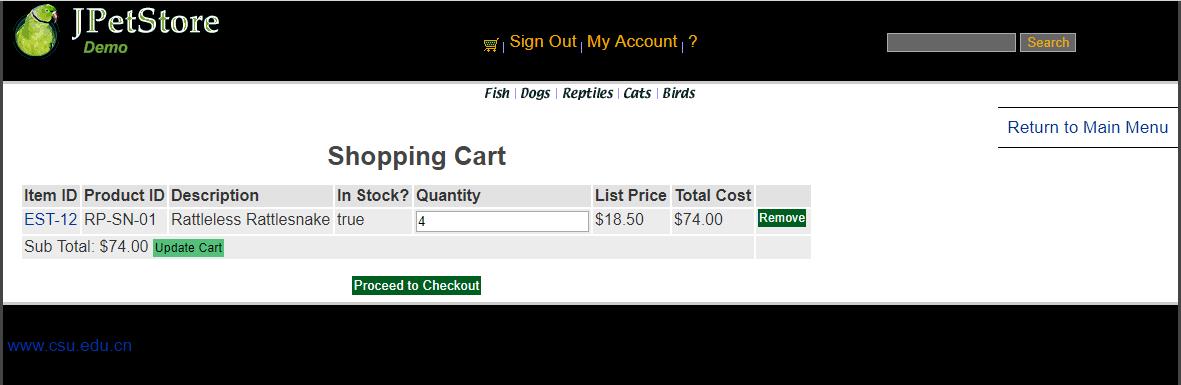 JPetStore
Demo
Sign Out | My Account | ?
Search
Fish | Dogs | Reptiles | Cats | Birds
Return to Main Menu
Shopping Cart
Item ID Product ID Description In Stock? Quantity List Price Total Cost
EST-12 RP-SN-01 Rattleless Rattlesnake true 4 $18.50 $74.00 Remove
Sub Total: $74.00 Update Cart
Proceed to Checkout
www.csu.edu.cn